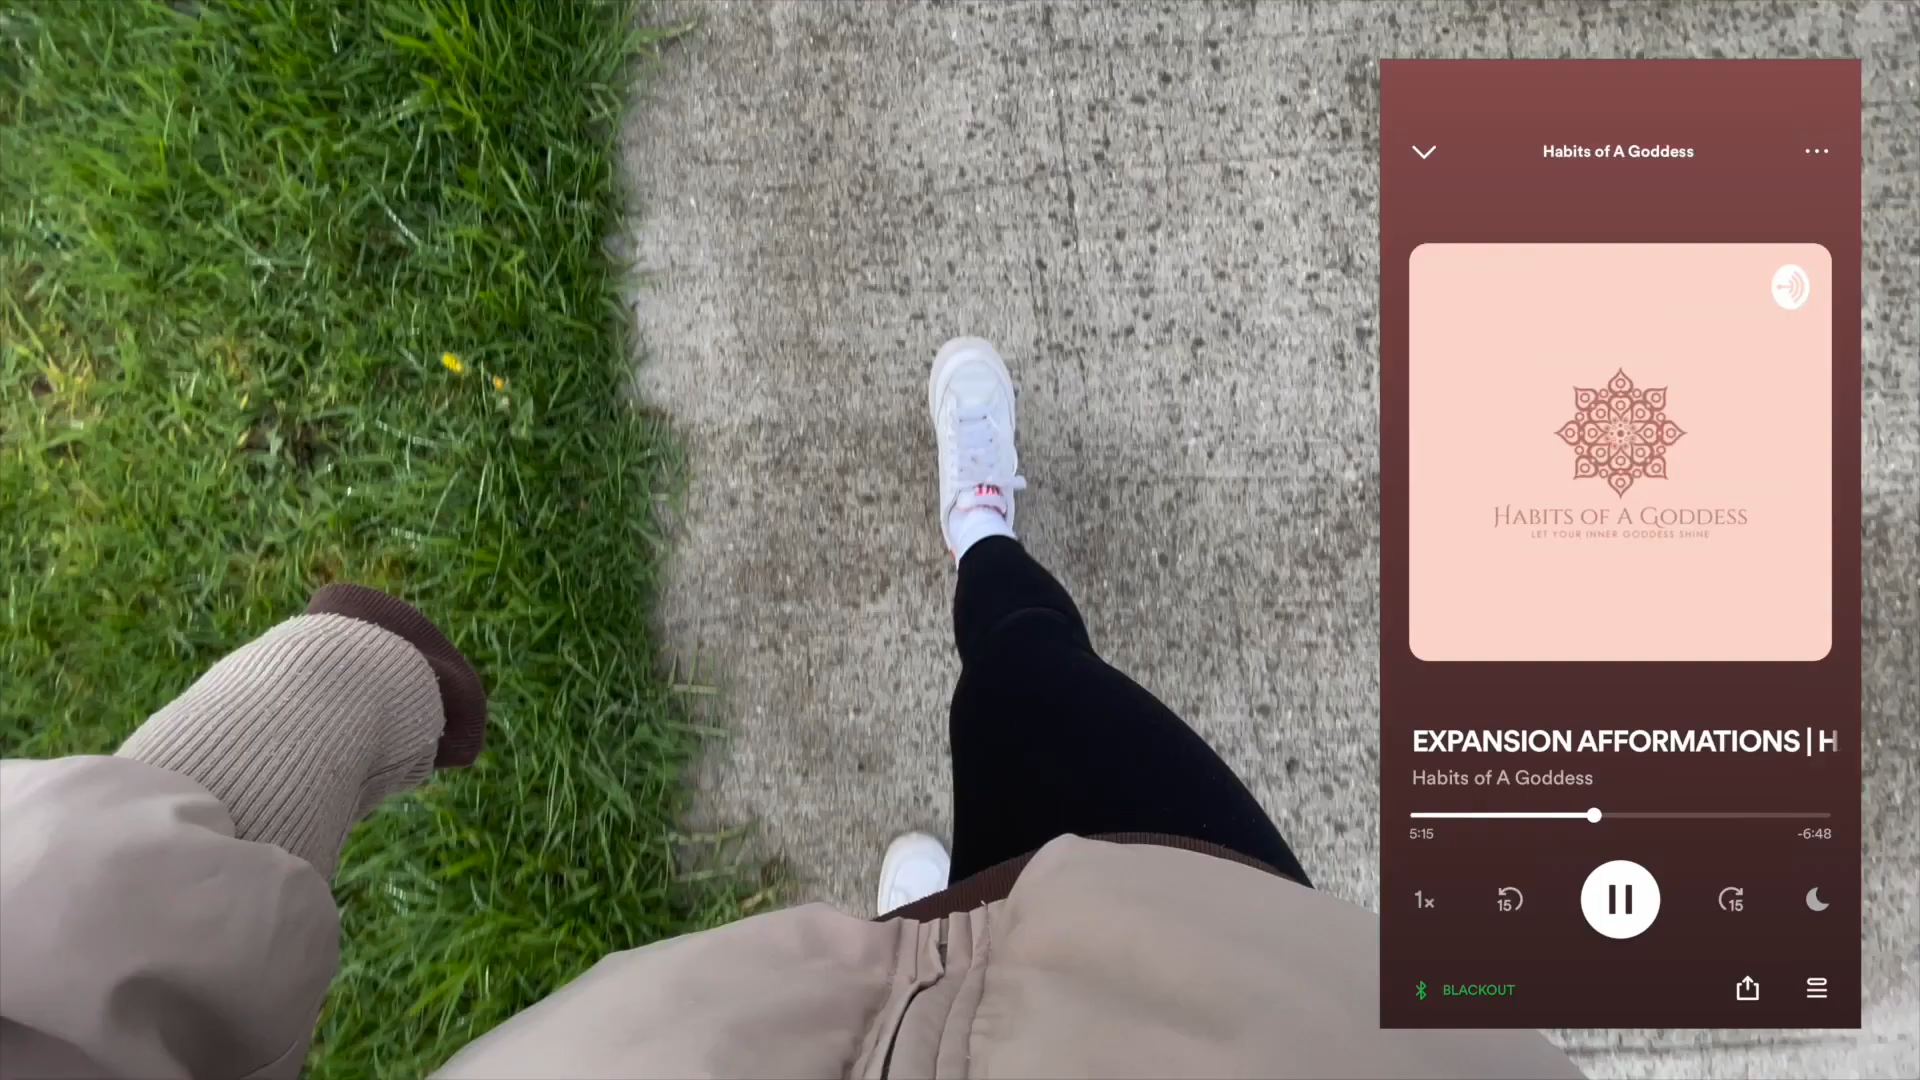 Habits of A Goddess
HABITS OF A GODDESS
LET YOUR INNER GODDESS SHINE
EXPANSION AFFORMATIONS | H
Habits of A Goddess
5:15
-6:48
1x
15
15
BLACKOUT